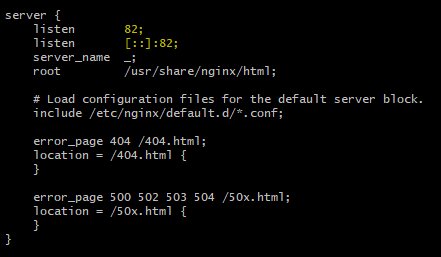 server {
    listen       82;
    listen       [::]:82;
    server_name  _;
    root         /usr/share/nginx/html;

    # Load configuration files for the default server block.
    include /etc/nginx/default.d/*.conf;

    error_page 404 /404.html;
    location = /404.html {
    }

    error_page 500 502 503 504 /50x.html;
    location = /50x.html {
    }
}